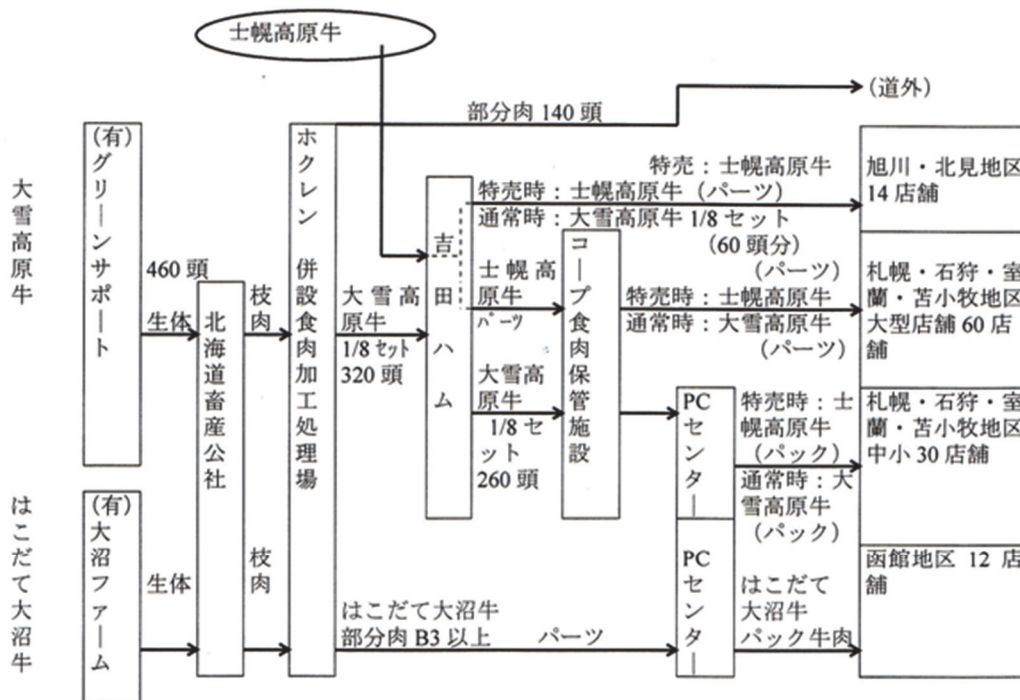 士幌高原牛
(道外)
部分肉 140 頭
大雪高原牛
(有)グリーンサポート
460 頭
生体
北海道畜産公社
枝肉
ホクレン 併設食肉加工処理場
大雪高
原牛
1/8 セット
320 頭
吉田ハム
特売：士幌高原牛
特売時：士幌高原牛（パーツ）
通常時：大雪高原牛 1/8 セット
（60 頭分）
士幌高
原牛
パーツ
大雪高
原牛
1/8 セ
ット
260 頭
コープ食肉保管施設
（パーツ）
特売時：士幌高原牛
通常時：大雪高原牛
（パーツ）
PC
センター
特売時：士
幌高原牛
（パック）
通常時：大
雪高原牛
（パック）
旭川・北見地区
14 店舗
札幌・石狩・室
蘭・苫小牧地区
大型店舗 60 店
舗
札幌・石狩・室
蘭・苫小牧地区
中小 30 店舗
はこだて大沼牛
(有)大沼ファーム
生体
枝肉
はこだて大沼牛
部分肉 B3 以上
パーツ
PC
センター
はこだて
大沼牛
パック牛肉
函館地区 12 店
舗